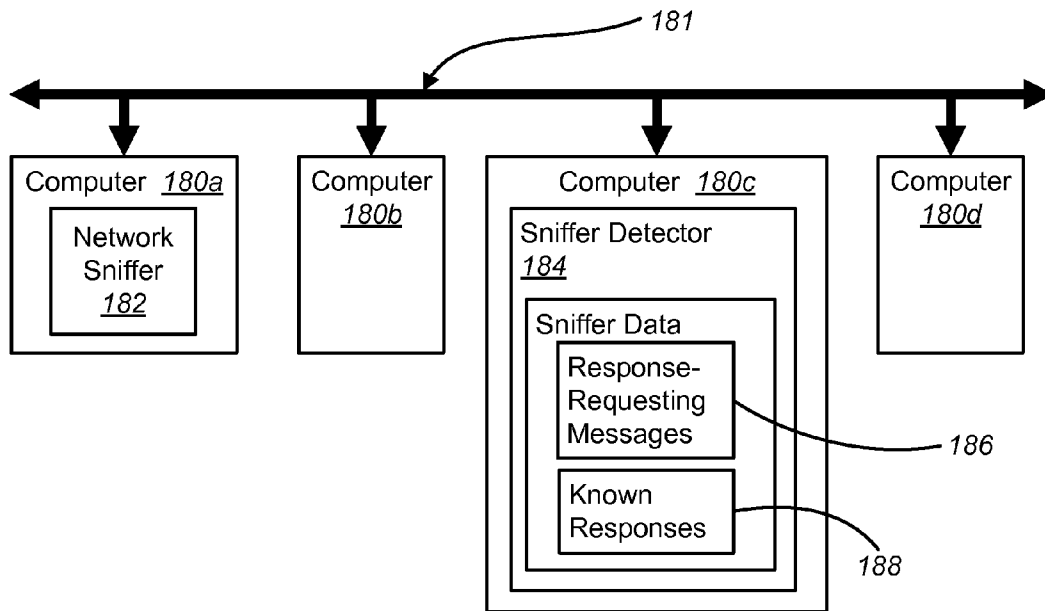 181
Computer 180a
Network
Sniffer
182
Computer
180b
Computer 180c
Sniffer Detector
184
Sniffer Data
Response-
Requesting
Messages
186
Known
Responses
188
Computer
180d